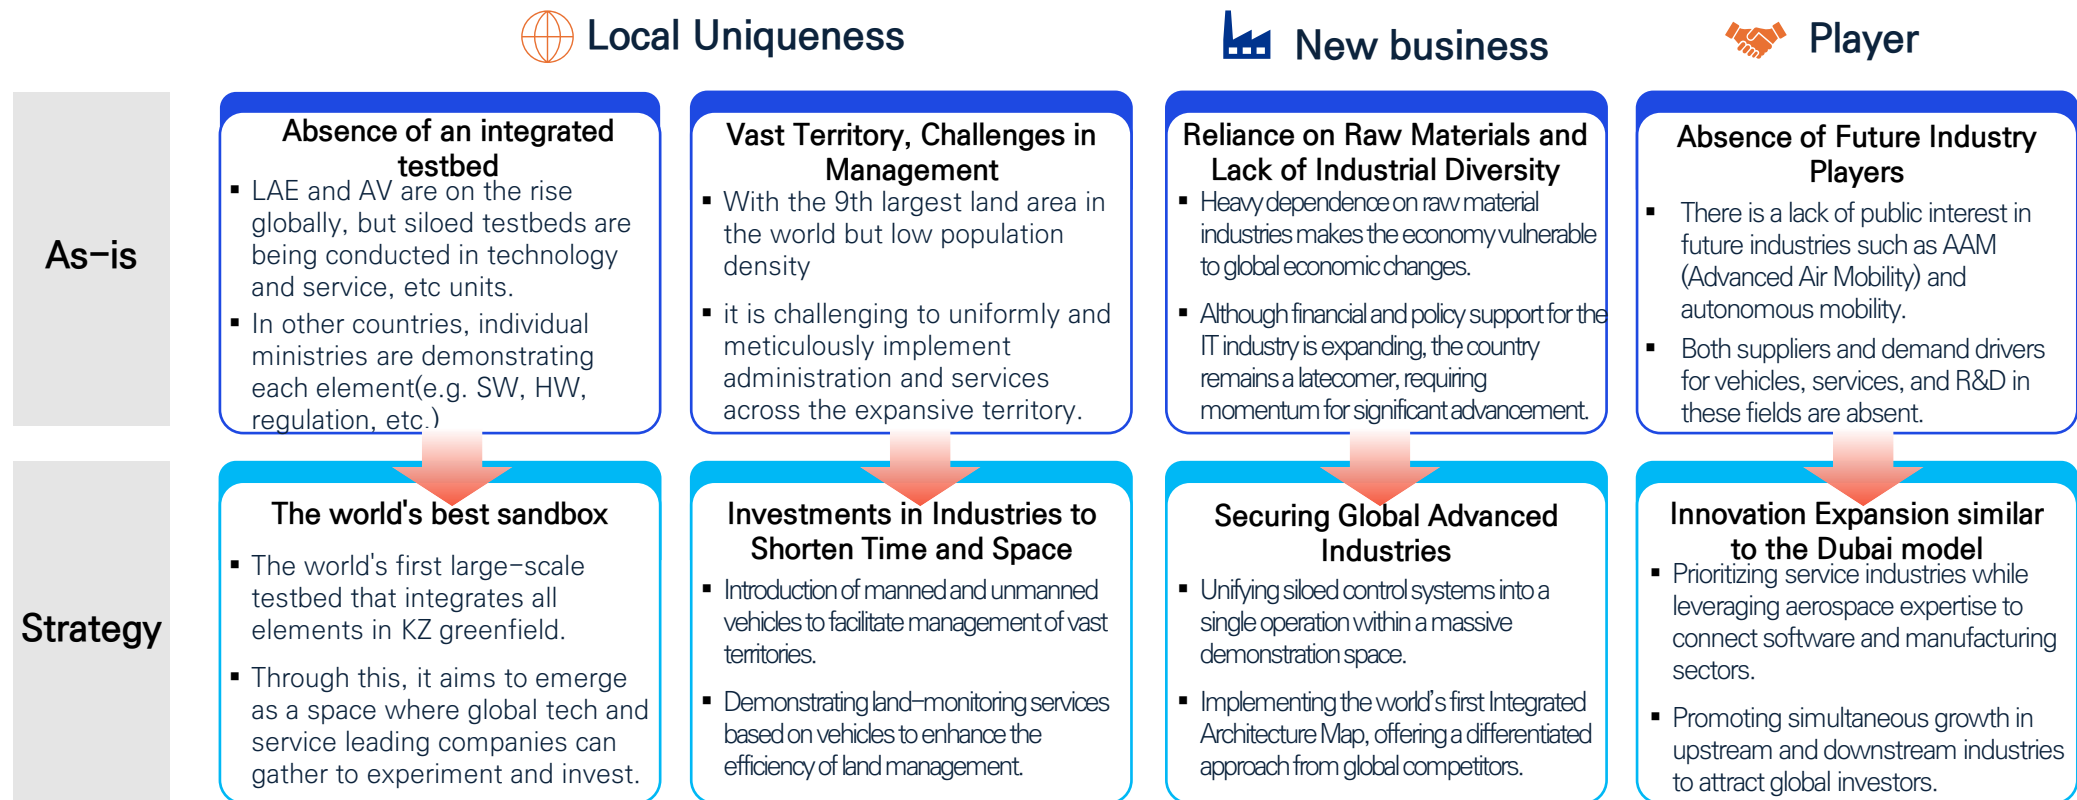 Local Uniqueness
New business
Player
As-is
Absence of an integrated
testbed
▪ LAE and AV are on the rise
globally, but siloed testbeds are
being conducted in technology
and service, etc units.
▪ In other countries, individual
ministries are demonstrating
each element(e.g. SW, HW,
regulation, etc.)
Vast Territory, Challenges in
Management
▪ With the 9th largest land area in
the world but low population
density
▪ it is challenging to uniformly and
meticulously implement
administration and services
across the expansive territory.
Reliance on Raw Materials and
Lack of Industrial Diversity
▪ Heavy dependence on raw material
industries makes the economy vulnerable
to global economic changes.
▪ Although financial and policy support for the
IT industry is expanding, the country
remains a latecomer, requiring
momentum for significant advancement.
Absence of Future Industry
Players
▪ There is a lack of public interest in
future industries such as AAM
(Advanced Air Mobility) and
autonomous mobility.
▪ Both suppliers and demand drivers
for vehicles, services, and R&D in
these fields are absent.
Strategy
The world's best sandbox
▪ The world's first large-scale
testbed that integrates all
elements in KZ greenfield.
▪ Through this, it aims to emerge
as a space where global tech and
service leading companies can
gather to experiment and invest.
Investments in Industries to
Shorten Time and Space
▪ Introduction of manned and unmanned
vehicles to facilitate management of vast
territories.
▪ Demonstrating land-monitoring services
based on vehicles to enhance the
efficiency of land management.
Securing Global Advanced
Industries
▪ Unifying siloed control systems into a
single operation within a massive
demonstration space.
▪ Implementing the world’s first Integrated
Architecture Map, offering a differentiated
approach from global competitors.
Innovation Expansion similar
to the Dubai model
▪ Prioritizing service industries while
leveraging aerospace expertise to
connect software and manufacturing
sectors.
▪ Promoting simultaneous growth in
upstream and downstream industries
to attract global investors.